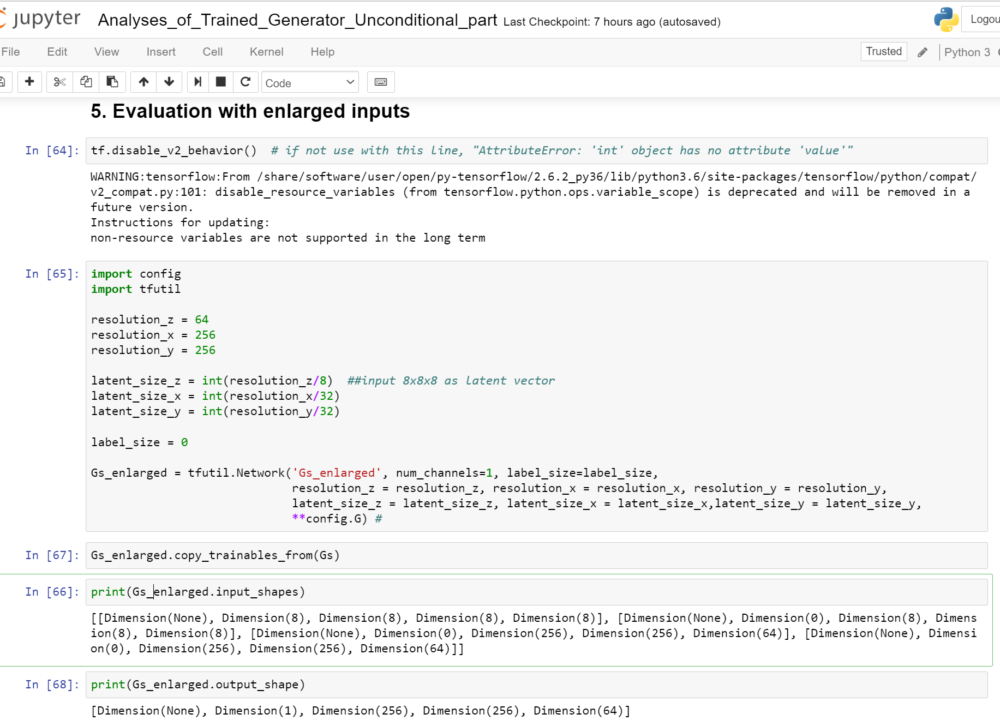 jupyter Analyses_of_Trained_Generator_Unconditional_part Last Checkpoint: 7 hours ago (autosaved)
File Edit View Insert Cell Kernel Help Trusted Python 3
Code
5. Evaluation with enlarged inputs
In [64]: tf.disable_v2_behavior()  # if not use with this line, "AttributeError: 'int' object has no attribute 'value'"
WARNING:tensorflow:From /share/software/user/open/py-tensorflow/2.6.2_py36/lib/python3.6/site-packages/tensorflow/python/compat/
v2_compat.py:101: disable_resource_variables (from tensorflow.python.ops.variable_scope) is deprecated and will be removed in a
future version.
Instructions for updating:
non-resource variables are not supported in the long term
In [65]: import config
import tfutil
resolution_z = 64
resolution_x = 256
resolution_y = 256
latent_size_z = int(resolution_z/8)  ##input 8x8x8 as latent vector
latent_size_x = int(resolution_x/32)
latent_size_y = int(resolution_y/32)
label_size = 0
Gs_enlarged = tfutil.Network('Gs_enlarged', num_channels=1, label_size=label_size,
resolution_z = resolution_z, resolution_x = resolution_x, resolution_y = resolution_y,
latent_size_z = latent_size_z, latent_size_x = latent_size_x,latent_size_y = latent_size_y,
**config.G) #
In [67]: Gs_enlarged.copy_trainables_from(Gs)
In [66]: print(Gs_enlarged.input_shapes)
[[Dimension(None), Dimension(8), Dimension(8), Dimension(8), Dimension(8)], [Dimension(None), Dimension(0), Dimension(8), Dimens
ion(8), Dimension(8)], [Dimension(None), Dimension(0), Dimension(256), Dimension(256), Dimension(64)], [Dimension(None), Dimensi
on(0), Dimension(256), Dimension(256), Dimension(64)]]
In [68]: print(Gs_enlarged.output_shape)
[Dimension(None), Dimension(1), Dimension(256), Dimension(256), Dimension(64)]